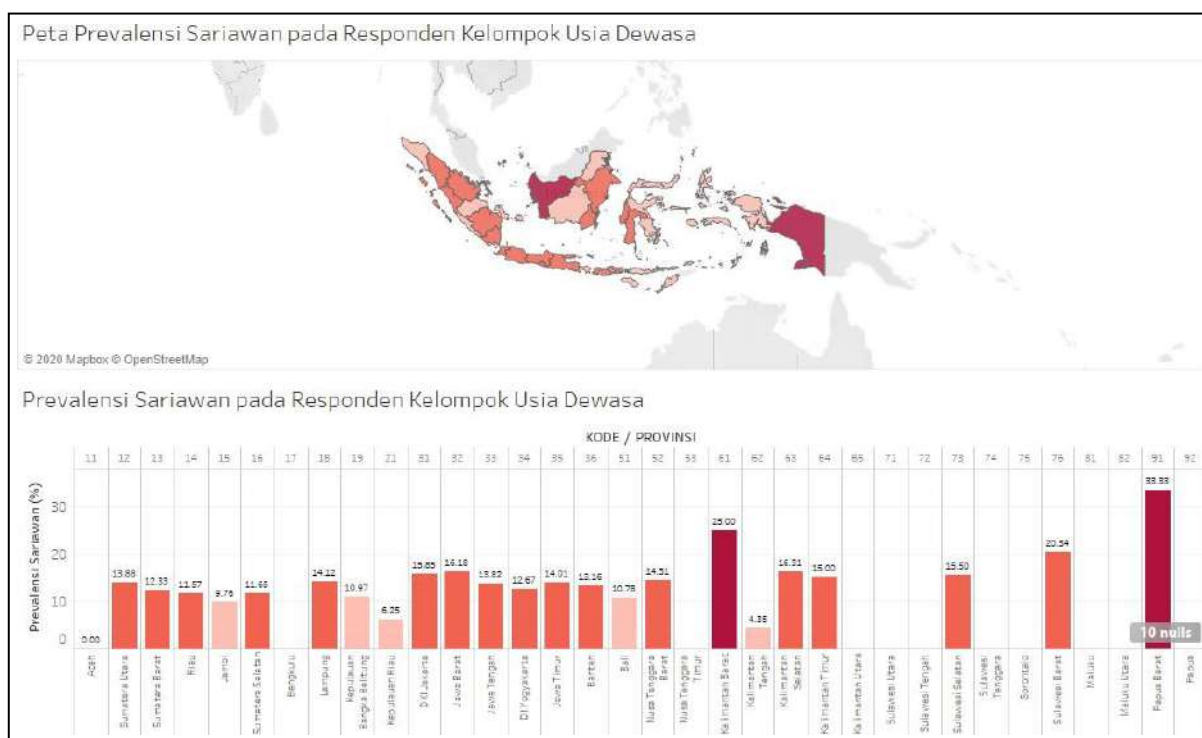 Peta Prevalensi Sariawan pada Responden Kelompok Usia Dewasa
© 2020 Mapbox © OpenStreetMap
Prevalensi Sariawan pada Responden Kelompok Usia Dewasa
KODE / PROVINSI
11 12 13 14 15 16 17 18 19 21 31 32 33 34 35 36 51 52 53 61 62 63 64 65 71 72 73 74 75 76 81 82 91 92
Prevalensi Sariawan (%)
30
20
10
0
0.00
13.88
12.33
11.57
9.76
11.66
14.12
10.97
6.25
15.85
16.18
13.82
12.67
14.01
13.16
10.75
14.51
25.00
4.35
16.31
15.00
15.50
20.54
33.33
10 nulls
Aceh
Sumatera Utara
Sumatera Barat
Riau
Jambi
Sumatera Selatan
Bengkulu
Lampung
Kepulauan
Bangka Belitung
Kepulauan Riau
DKI Jakarta
Jawa Barat
Jawa Tengah
DI Yogyakarta
Jawa Timur
Banten
Bali
Nusa Tenggara
Barat
Nusa Tenggara
Timur
Kalimantan Barat
Kalimantan
Tengah
Kalimantan
Selatan
Kalimantan Timur
Kalimantan Utara
Sulawesi Utara
Sulawesi Tengah
Sulawesi Selatan
Sulawesi
Tenggara
Gorontalo
Sulawesi Barat
Maluku
Maluku Utara
Papua Barat
Papua